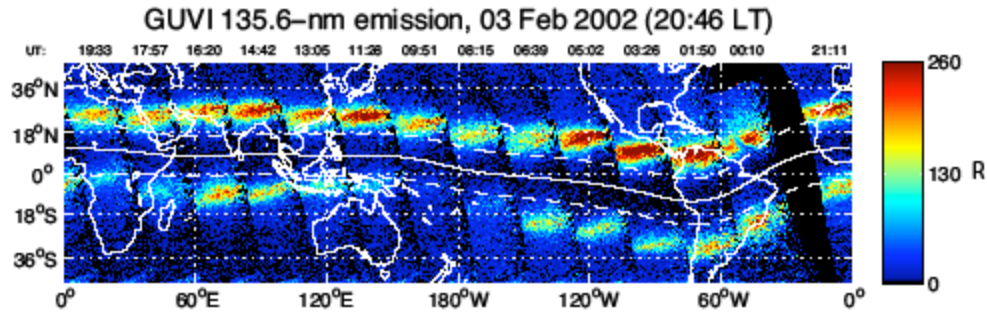 GUVI 135.6–nm emission, 03 Feb 2002 (20:46 LT)
UT: 19:33 17:57 16:20 14:42 13:05 11:28 09:51 08:15 06:39 05:02 03:26 01:50 00:10 21:11
260
36°N
18°N
0°
130 R
18°S
36°S
0
0° 60°E 120°E 180°W 120°W 60°W 0°